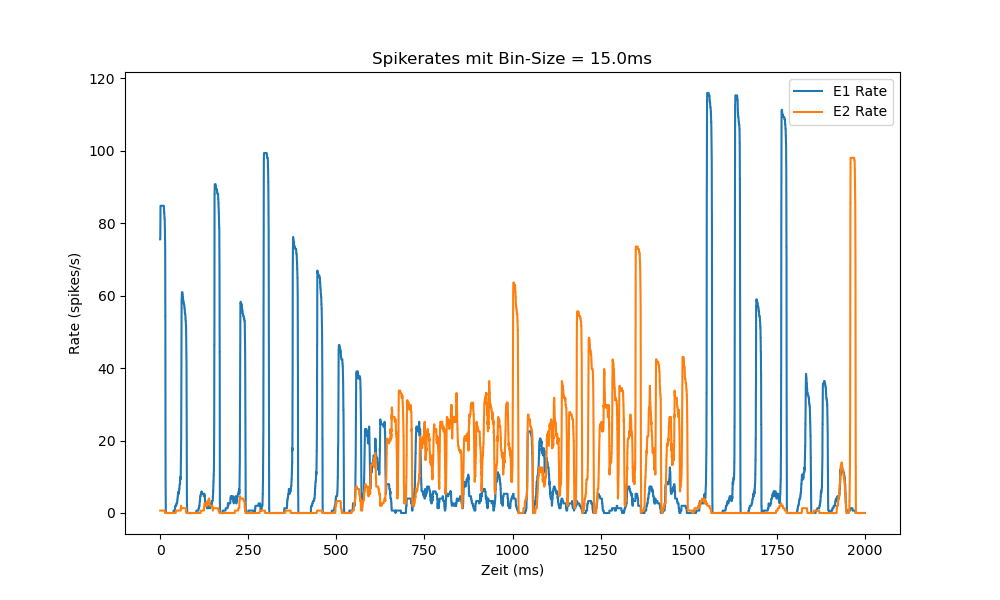 Spikerates mit Bin-Size = 15.0ms
E1 Rate
E2 Rate
Rate (spikes/s)
120
100
80
60
40
20
0
0 250 500 750 1000 1250 1500 1750 2000
Zeit (ms)